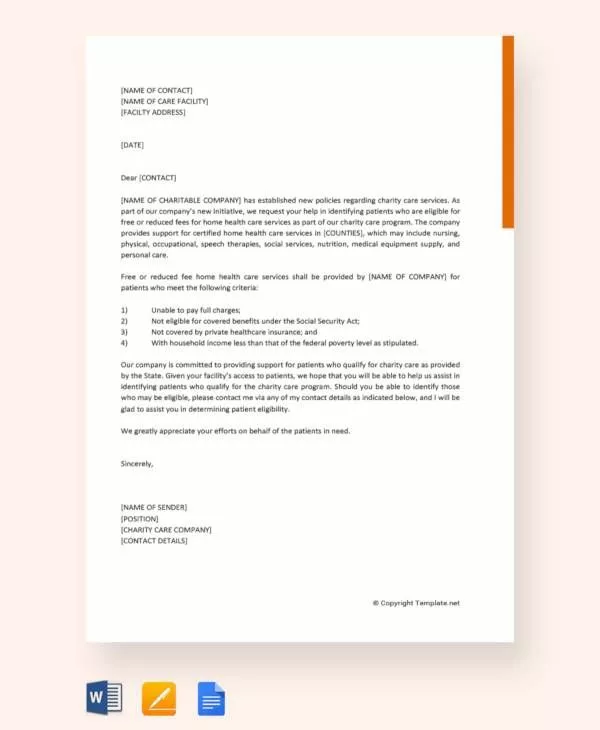 [NAME OF CONTACT]
[NAME OF CARE FACILITY]
[FACILTY ADDRESS]
[DATE]
Dear [CONTACT]
[NAME OF CHARITABLE COMPANY] has established new policies regarding charity care services. As
part of our company's new initiative, we request your help in identifying patients who are eligible for
free or reduced fees for home health care services as part of our charity care program. The company
provides support for certified home health care services in [COUNTIES], which may include nursing,
physical, occupational, speech therapies, social services, nutrition, medical equipment supply, and
personal care.
Free or reduced fee home health care services shall be provided by [NAME OF COMPANY] for
patients who meet the following criteria:
1) Unable to pay full charges;
2) Not eligible for covered benefits under the Social Security Act;
3) Not covered by private healthcare insurance; and
4) With household income less than that of the federal poverty level as stipulated.
Our company is committed to providing support for patients who qualify for charity care as provided
by the State. Given your facility's access to patients, we hope that you will be able to help us assist in
identifying patients who qualify for the charity care program. Should you be able to identify those
who may be eligible, please contact me via any of my contact details as indicated below, and I will be
glad to assist you in determining patient eligibility.
We greatly appreciate your efforts on behalf of the patients in need.
Sincerely,
[NAME OF SENDER]
[POSITION]
[CHARITY CARE COMPANY]
[CONTACT DETAILS]
© Copyright Template.net
W